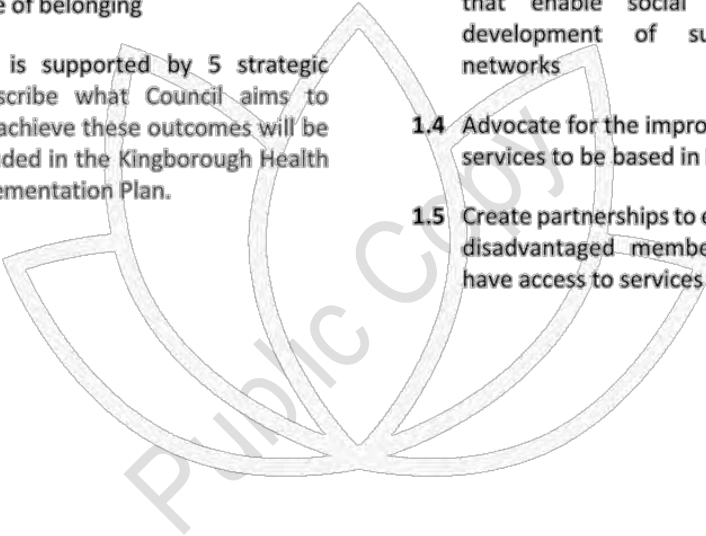 e of belonging
is supported by 5 strategic
scribe what Council aims to
achieve these outcomes will be
uded in the Kingborough Health
ementation Plan.
that enable social
development of su
networks
1.4 Advocate for the impro
services to be based in
1.5 Create partnerships to e
disadvantaged membe
have access to services
Public Copy